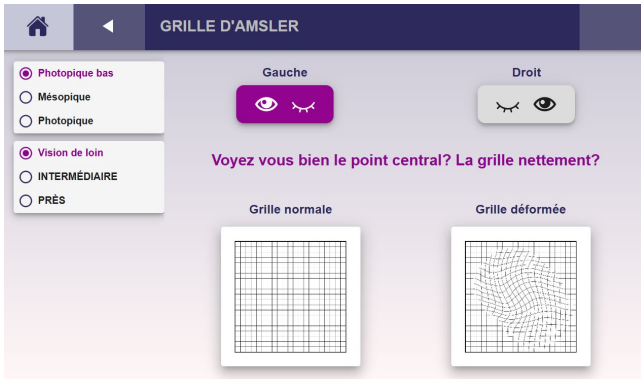 GRILLE D'AMSLER
Photopique bas
Mésopique
Photopique
Vision de loin
INTERMÉDIAIRE
PRÈS
Gauche
Droit
Voyez vous bien le point central? La grille nettement?
Grille normale
Grille déformée